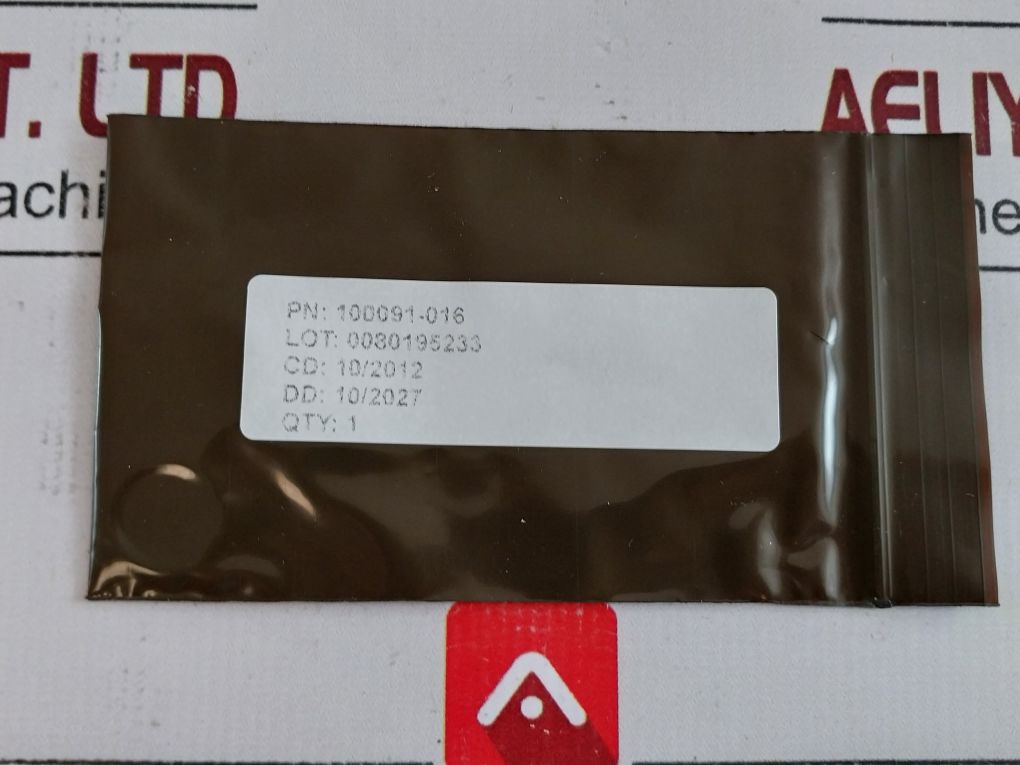 T. LTD
AELIY
achi
ne
PN: 100091-016
LOT: 0080195233
CD: 10/2012
DD: 10/2027
QTY: 1